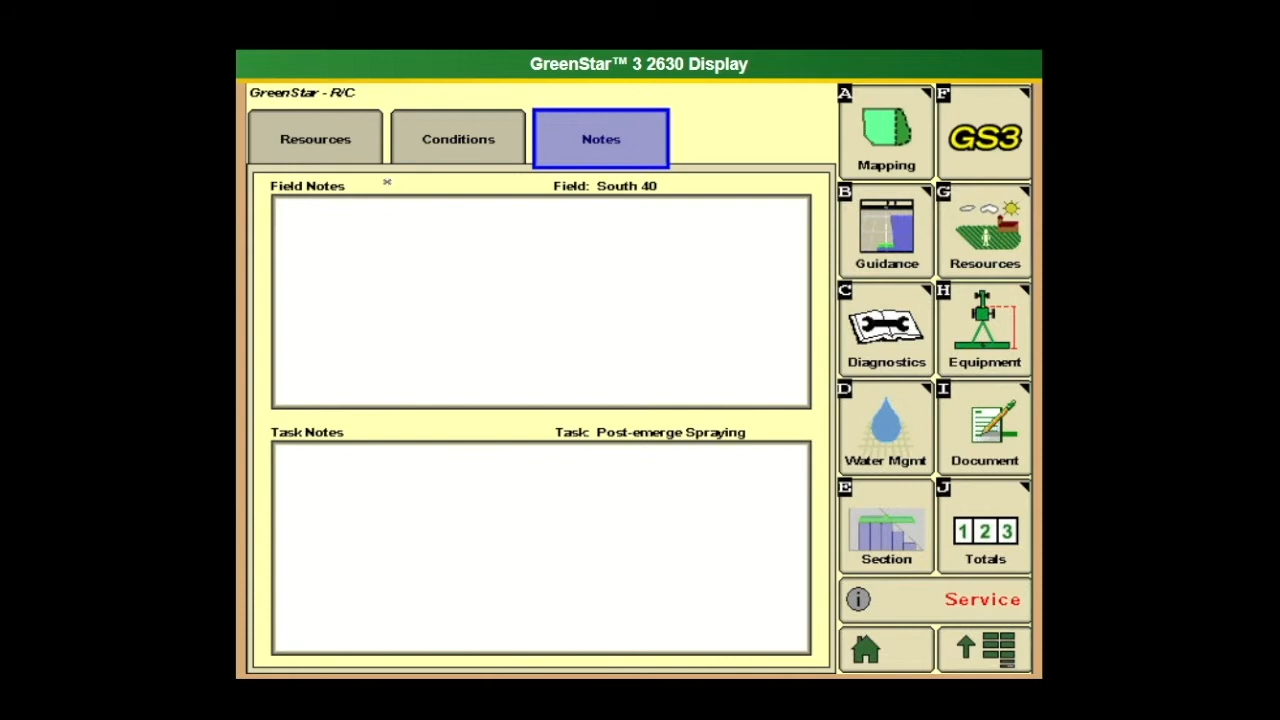 GreenStar™ 3 2630 Display
GreenStar - R/C
Resources
Conditions
Notes
Field Notes
Field: South 40
Task Notes
Task: Post-emerge Spraying
A
Mapping
F
GS3
B
Guidance
G
Resources
C
Diagnostics
H
Equipment
D
Water Mgmt
I
Document
E
Section
J
1 2 3
Totals
i
Service